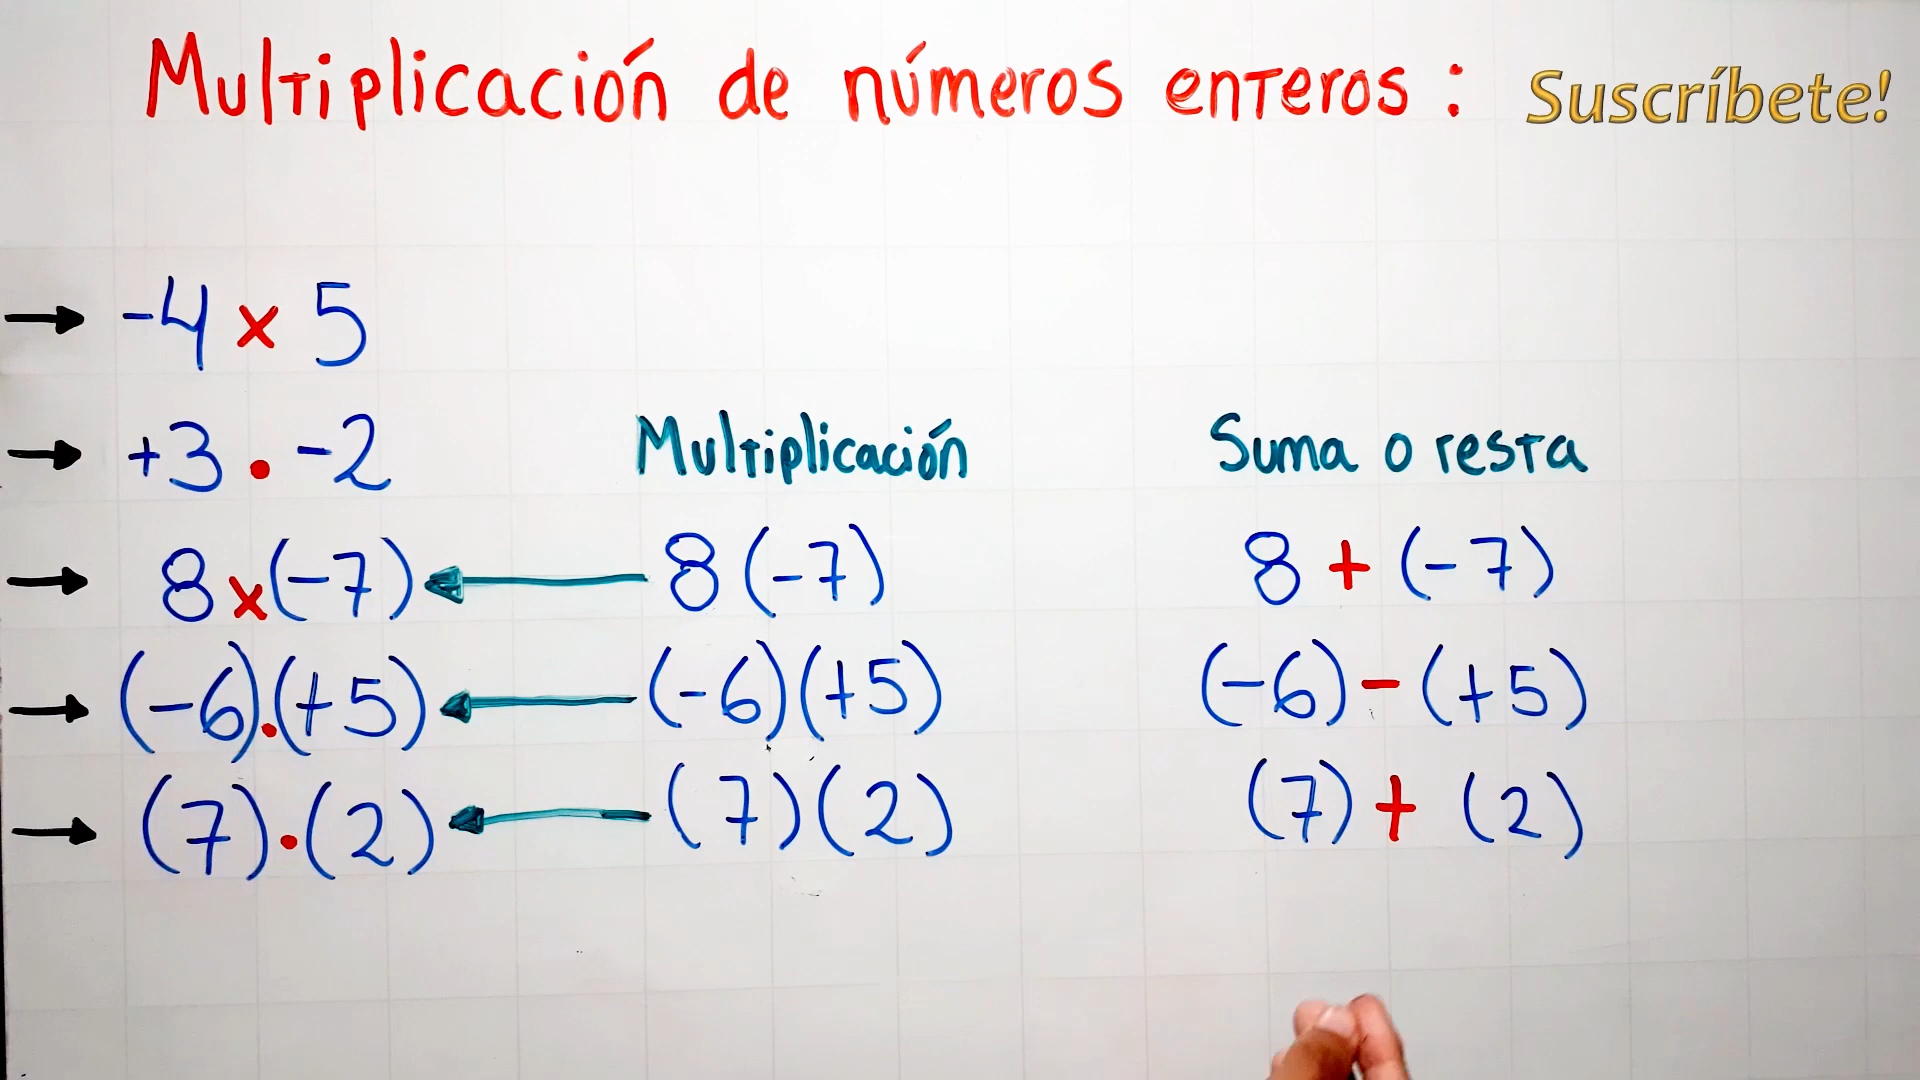 Multiplicación de números enteros : Suscríbete!
-4 x 5
+3 . -2 Multiplicación Suma o resta
8 x (-7) 8 (-7) 8 + (-7)
(-6).(+5) (-6)(+5) (-6) - (+5)
(7).(2) (7)(2) (7) + (2)